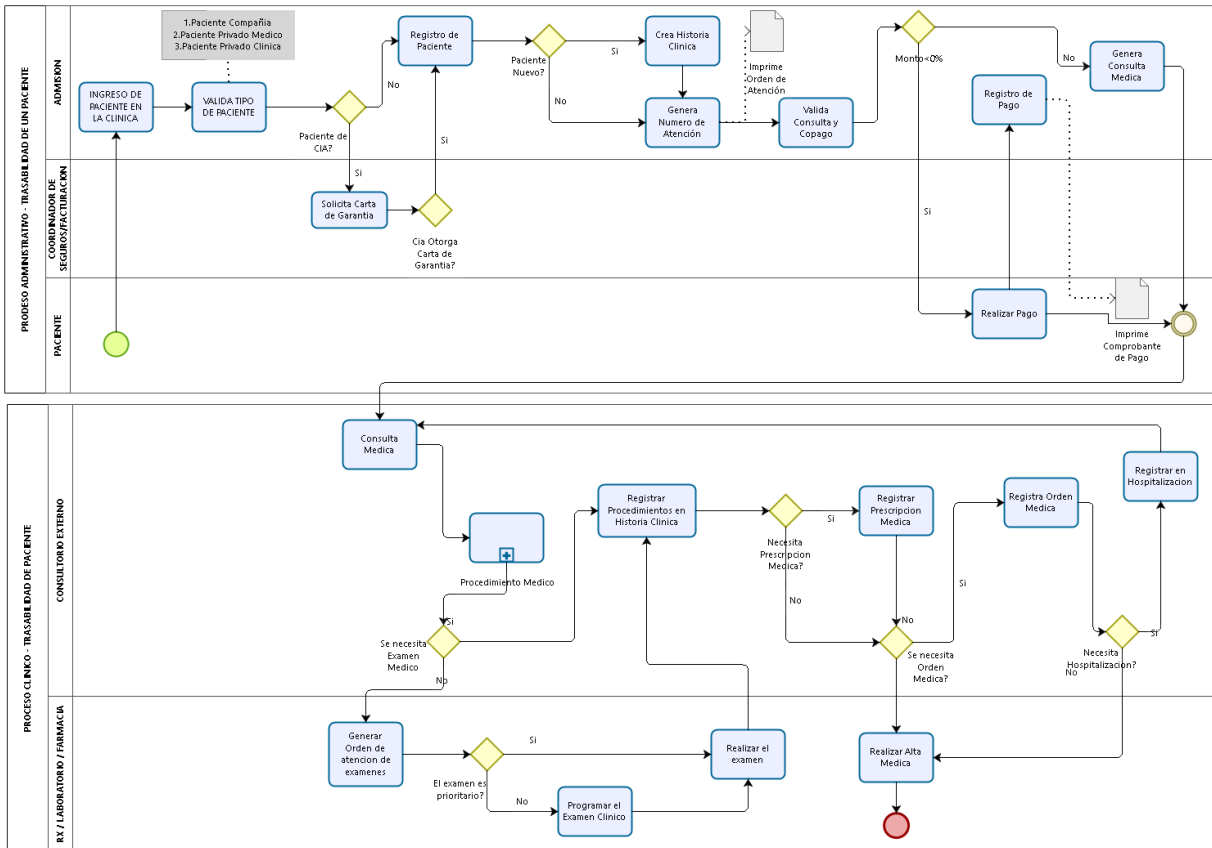 PRODESO ADMINISTRATIVO - TRASABILIDAD DE UN PACIENTE
ADMISION
1.Paciente Compañia
2.Paciente Privado Medico
3.Paciente Privado Clinica
INGRESO DE
PACIENTE EN
LA CLINICA
VALIDA TIPO
DE PACIENTE
Paciente de
CIA?
No
Si
Registro de
Paciente
Si
Paciente
Nuevo?
Si
No
Crea Historia
Clinica
Genera
Numero de
Atención
Imprime
Orden de
Atención
Valida
Consulta y
Copago
Monto<0%
No
Si
Genera
Consulta
Medica
Registro de
Pago
COORDINADOR DE
SEGUROS/FACTURACION
Solicita Carta
de Garantia
Cia Otorga
Carta de
Garantia?
PACIENTE
Realizar Pago
Imprime
Comprobante
de Pago
PROCESO CLINICO - TRASABILIDAD DE PACIENTE
CONSULTORIO EXTERNO
Consulta
Medica
Procedimiento Medico
Si
Se necesita
Examen
Medico
No
Registrar
Procedimientos en
Historia Clinica
Necesita
Prescripcion
Medica?
Si
No
Registrar
Prescripcion
Medica
No
Se necesita
Orden
Medica?
Si
Registra Orden
Medica
Registrar en
Hospitalizacion
Si
Necesita
Hospitalizacion?
No
RX / LABORATORIO / FARMACIA
Generar
Orden de
atencion de
examenes
El examen es
prioritario?
Si
No
Programar el
Examen Clinico
Realizar el
examen
Realizar Alta
Medica